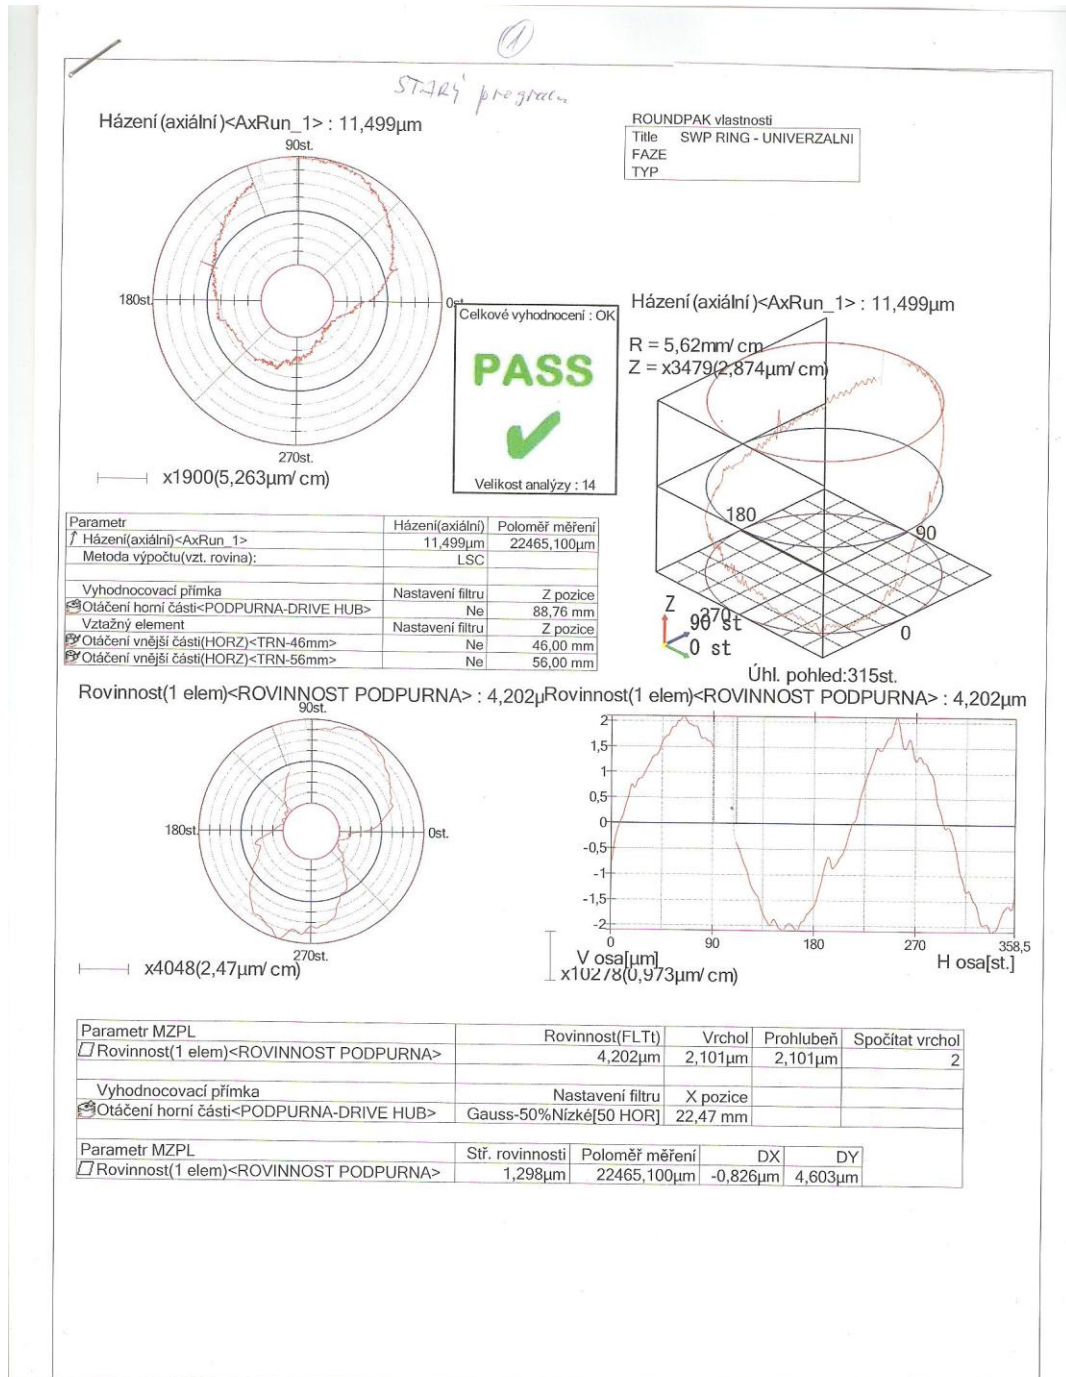 1
STARÝ program
Házení(axiální)<AxRun_1> : 11,499µm
90st.
180st.
0st.
270st.
x1900(5,263µm/cm)
ROUNDPAK vlastnosti
Title SWP RING - UNIVERZALNI
FAZE
TYP
Celkové vyhodnocení : OK
PASS
Velikost analýzy : 14
Házení(axiální)<AxRun_1> : 11,499µm
R = 5,62mm/cm
Z = x3479(2,874µm/cm)
180
90
270
0
Z
90 st
0 st
Úhl. pohled:315st.
Parametr Házení(axiální) Poloměř měření
Házení(axiální)<AxRun_1> 11,499µm 22465,100µm
Metoda výpočtu(vzt. rovina): LSC
Vyhodnocovací přímka Nastavení filtru Z pozice
Otáčení horní části<PODPURNA-DRIVE HUB> Ne 88,76 mm
Vztažný element Nastavení filtru Z pozice
Otáčení vnější části(HORZ)<TRN-46mm> Ne 46,00 mm
Otáčení vnější části(HORZ)<TRN-56mm> Ne 56,00 mm
Rovinnost(1 elem)<ROVINNOST PODPURNA> : 4,202µ
90st.
180st.
0st.
270st.
x4048(2,47µm/cm)
Rovinnost(1 elem)<ROVINNOST PODPURNA> : 4,202µm
2
1,5
1
0,5
0
-0,5
-1
-1,5
-2
0 90 180 270 358,5
V osa[µm]
H osa[st.]
x10278(0,973µm/cm)
Parametr MZPL Rovinnost(FLTt) Vrchol Prohlubeň Spočítat vrchol
Rovinnost(1 elem)<ROVINNOST PODPURNA> 4,202µm 2,101µm 2,101µm 2
Vyhodnocovací přímka Nastavení filtru X pozice
Otáčení horní části<PODPURNA-DRIVE HUB> Gauss-50%Nízké[50 HOR] 22,47 mm
Parametr MZPL Stř. rovinnosti Poloměř měření DX DY
Rovinnost(1 elem)<ROVINNOST PODPURNA> 1,298µm 22465,100µm -0,826µm 4,603µm